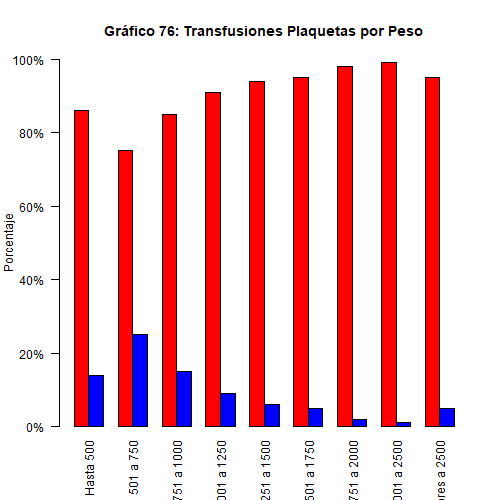 Gráfico 76: Transfusiones Plaquetas por Peso
Porcentaje
100%
80%
60%
40%
20%
0%
Hasta 500
501 a 750
751 a 1000
001 a 1250
251 a 1500
501 a 1750
751 a 2000
001 a 2500
res a 2500